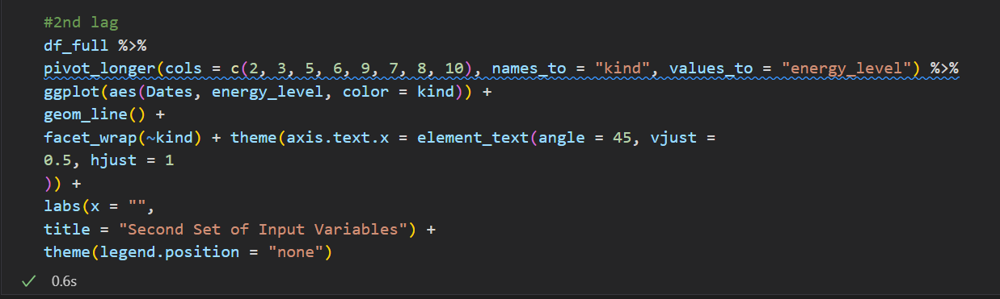 #2nd lag
df_full %>%
pivot_longer(cols = c(2, 3, 5, 6, 9, 7, 8, 10), names_to = "kind", values_to = "energy_level") %>%
ggplot(aes(Dates, energy_level, color = kind)) +
geom_line() +
facet_wrap(~kind) + theme(axis.text.x = element_text(angle = 45, vjust =
0.5, hjust = 1
)) +
labs(x = "",
title = "Second Set of Input Variables") +
theme(legend.position = "none")
0.6s